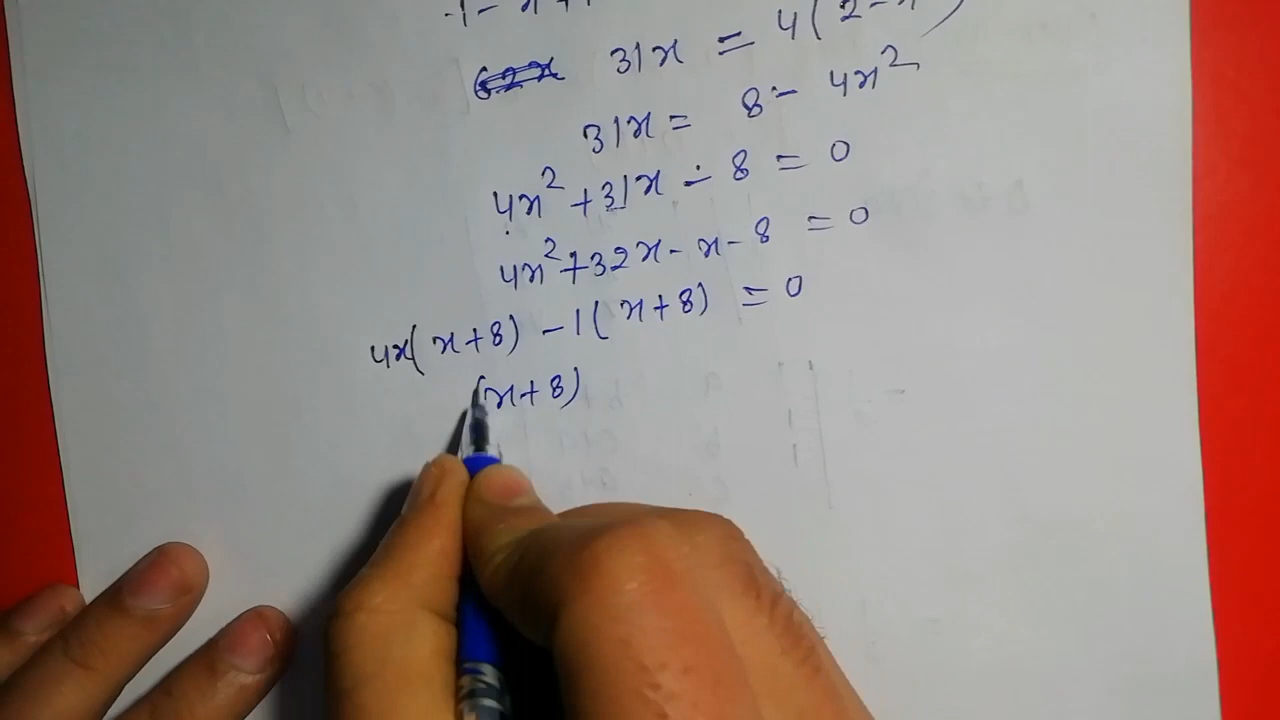 31x = 4(2-x
31x = 8 - 4x²
4x² + 31x - 8 = 0
4x² + 32x - x - 8 = 0
4x(x+8) - 1(x+8) = 0
(x+8)